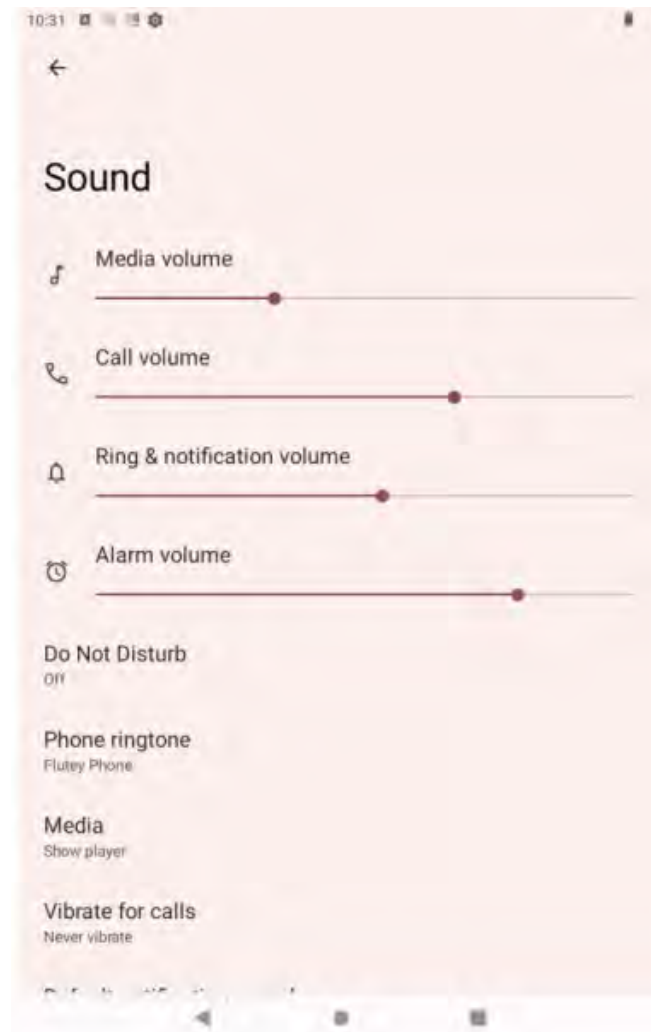 10:31
Sound
Media volume
Call volume
Ring & notification volume
Alarm volume
Do Not Disturb
Off
Phone ringtone
Flutey Phone
Media
Show player
Vibrate for calls
Never vibrate